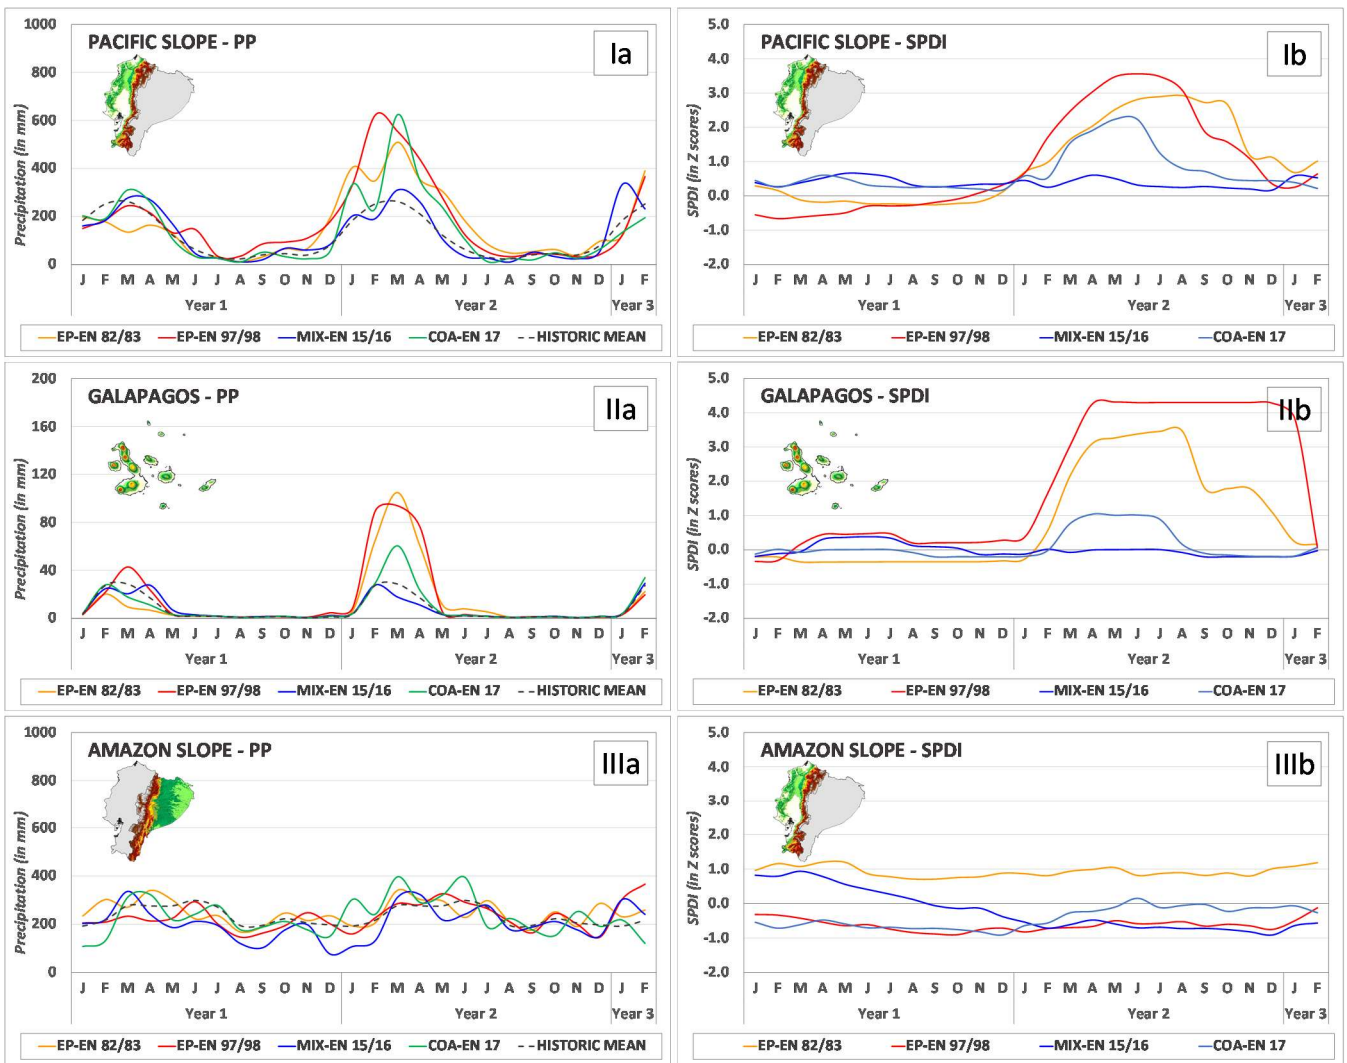 PACIFIC SLOPE - PP
Ia
Precipitation (in mm)
1000
800
600
400
200
0
J F M A M J J A S O N D J F M A M J J A S O N D J F
Year 1 Year 2 Year 3
EP-EN 82/83 EP-EN 97/98 MIX-EN 15/16 COA-EN 17 HISTORIC MEAN
PACIFIC SLOPE - SPDI
Ib
SPDI (in Z scores)
5.0
4.0
3.0
2.0
1.0
0.0
-1.0
-2.0
J F M A M J J A S O N D J F M A M J J A S O N D J F
Year 1 Year 2 Year 3
EP-EN 82/83 EP-EN 97/98 MIX-EN 15/16 COA-EN 17
GALAPAGOS - PP
IIa
Precipitation (in mm)
200
160
120
80
40
0
J F M A M J J A S O N D J F M A M J J A S O N D J F
Year 1 Year 2 Year 3
EP-EN 82/83 EP-EN 97/98 MIX-EN 15/16 COA-EN 17 HISTORIC MEAN
GALAPAGOS - SPDI
IIb
SPDI (in Z scores)
5.0
4.0
3.0
2.0
1.0
0.0
-1.0
-2.0
J F M A M J J A S O N D J F M A M J J A S O N D J F
Year 1 Year 2 Year 3
EP-EN 82/83 EP-EN 97/98 MIX-EN 15/16 COA-EN 17
AMAZON SLOPE - PP
IIIa
Precipitation (in mm)
1000
800
600
400
200
0
J F M A M J J A S O N D J F M A M J J A S O N D J F
Year 1 Year 2 Year 3
EP-EN 82/83 EP-EN 97/98 MIX-EN 15/16 COA-EN 17 HISTORIC MEAN
AMAZON SLOPE - SPDI
IIIb
SPDI (in Z scores)
5.0
4.0
3.0
2.0
1.0
0.0
-1.0
-2.0
J F M A M J J A S O N D J F M A M J J A S O N D J F
Year 1 Year 2 Year 3
EP-EN 82/83 EP-EN 97/98 MIX-EN 15/16 COA-EN 17